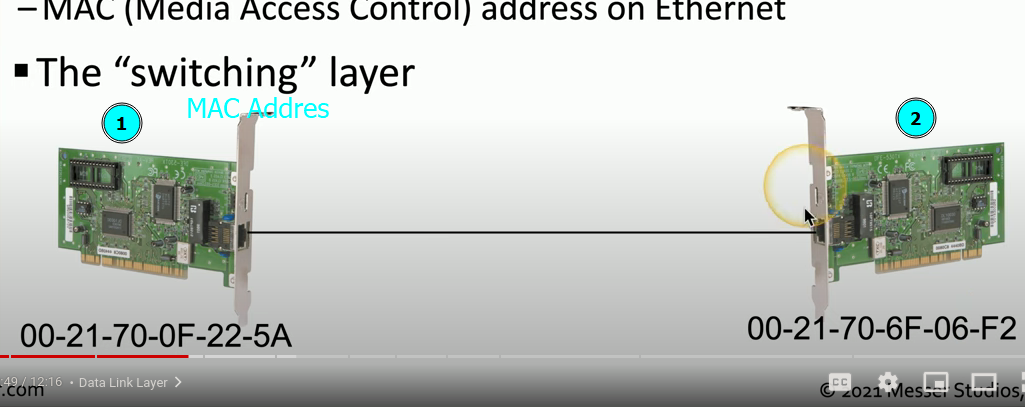 – MAC (Media Access Control) address on Ethernet
▪ The “switching” layer
MAC Addres
1
2
00-21-70-0F-22-5A
00-21-70-6F-06-F2
:49 / 12:16 • Data Link Layer >
CC
r.com
© 2021 Messer Studios,